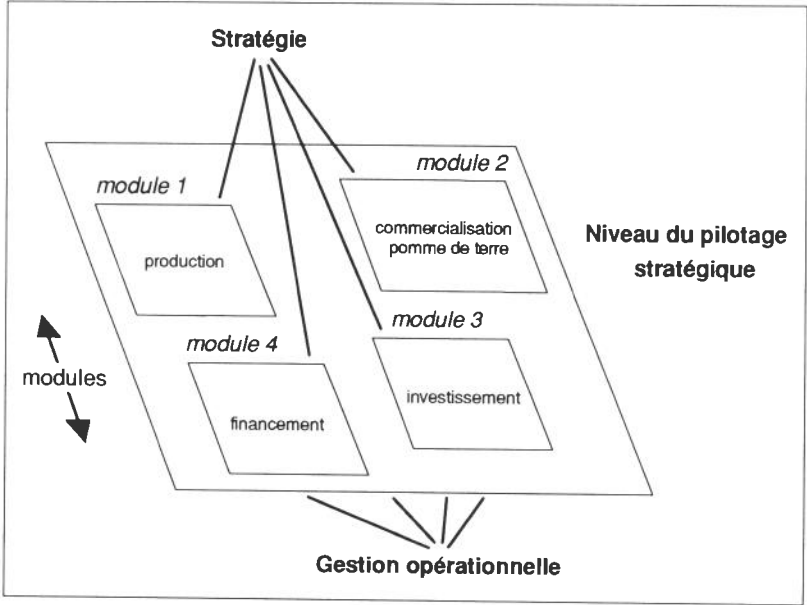 Stratégie
module 1
module 2
production
commercialisation
pomme de terre
Niveau du pilotage
stratégique
module 4
module 3
modules
financement
investissement
Gestion opérationnelle